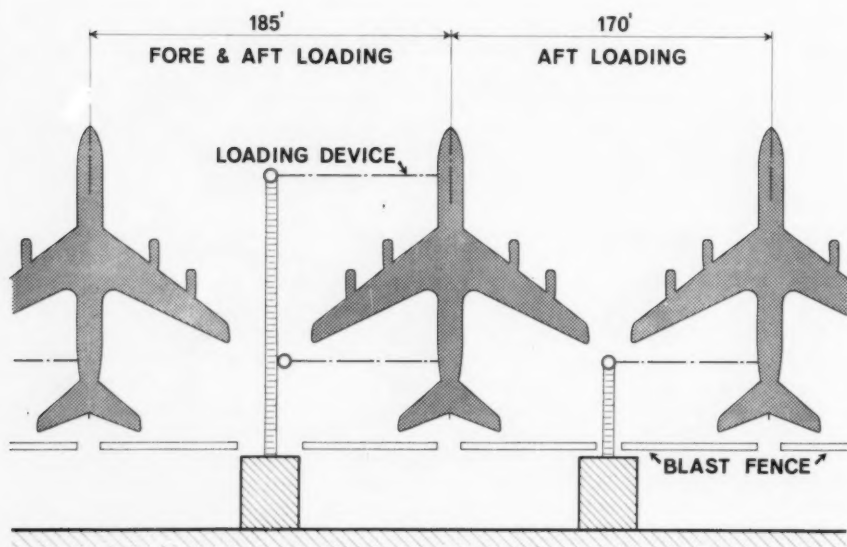 185'
170'
FORE & AFT LOADING
AFT LOADING
LOADING DEVICE
BLAST FENCE